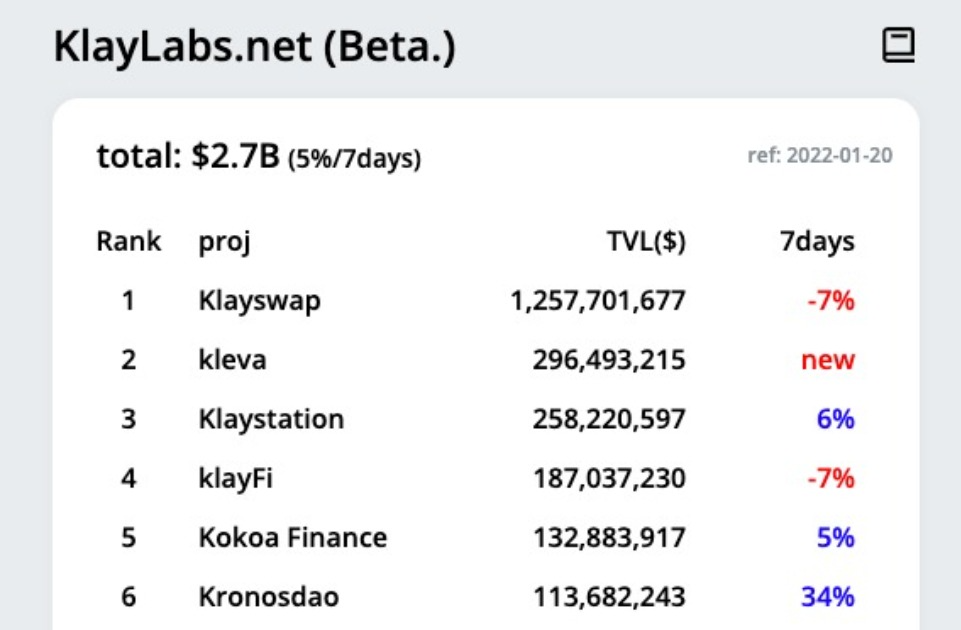 KlayLabs.net (Beta.)
total: $2.7B (5%/7days) ref: 2022-01-20
Rank proj TVL($) 7days
1 Klayswap 1,257,701,677 -7%
2 kleva 296,493,215 new
3 Klaystation 258,220,597 6%
4 klayFi 187,037,230 -7%
5 Kokoa Finance 132,883,917 5%
6 Kronosdao 113,682,243 34%